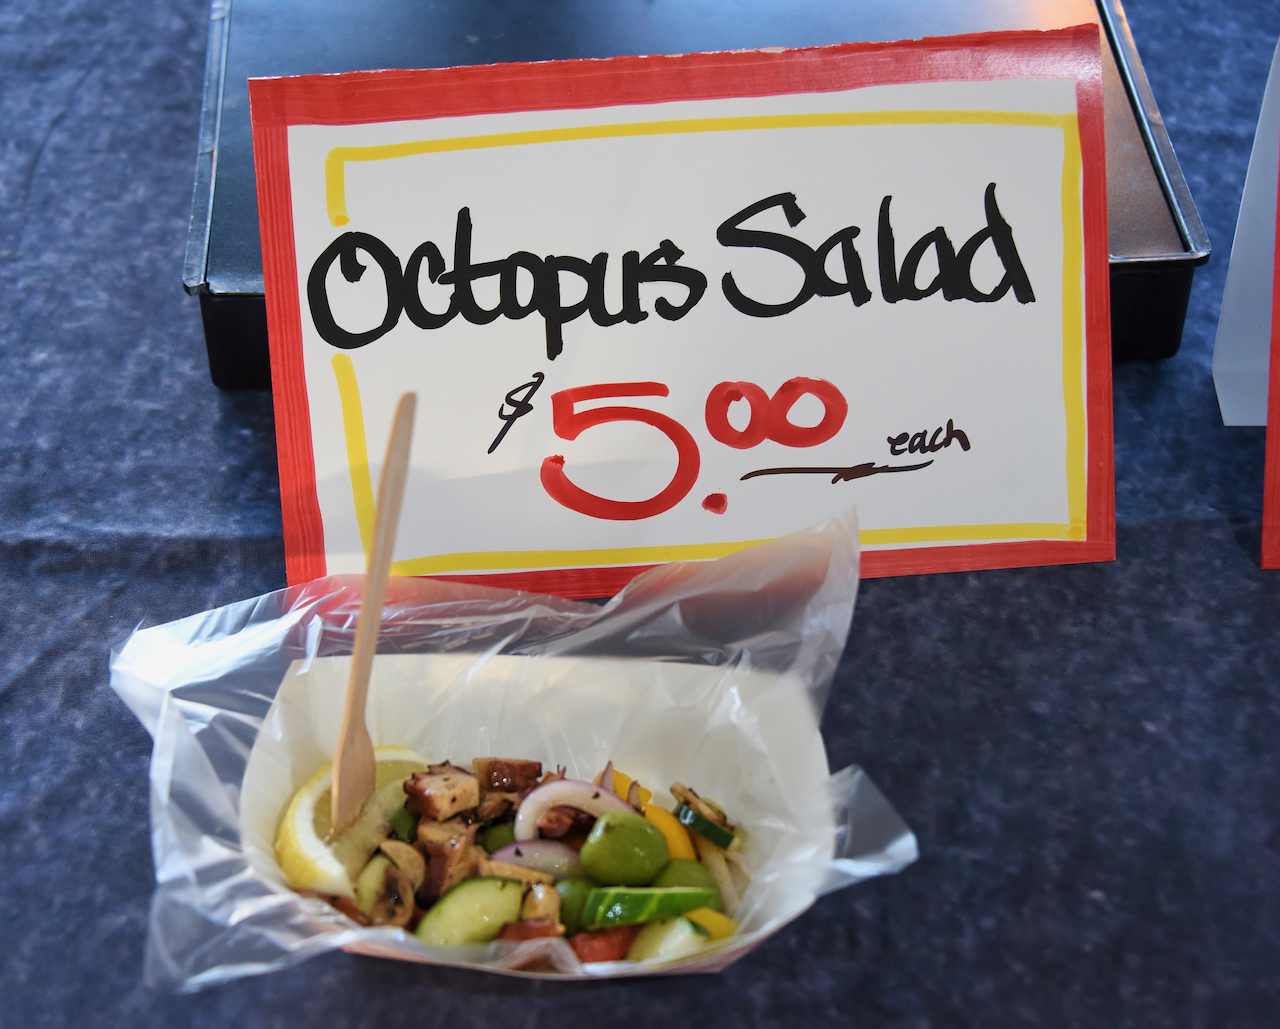 Octopus Salad
$5.00 each